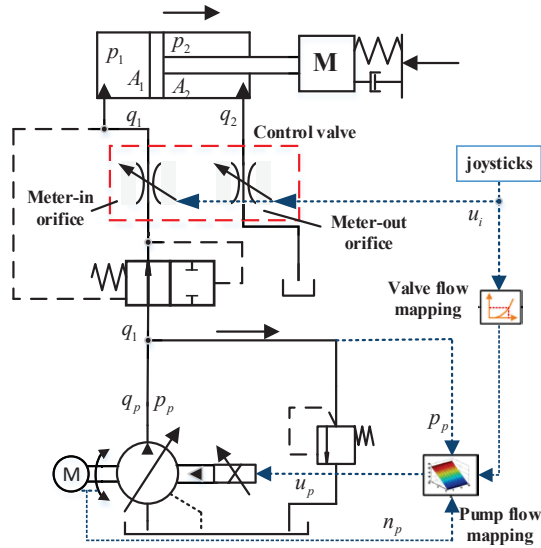 p1
p2
M
A1
A2
q1
q2
Control valve
joysticks
Meter-in
orifice
Meter-out
orifice
ui
Valve flow
mapping
q1
qp
pp
pp
M
up
np
Pump flow
mapping